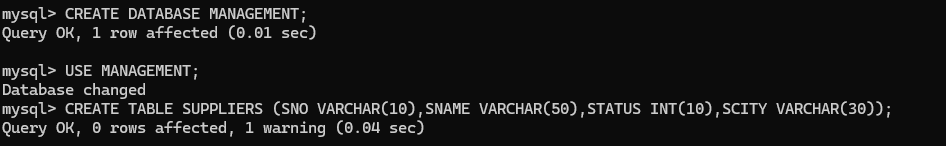 mysql> CREATE DATABASE MANAGEMENT;
Query OK, 1 row affected (0.01 sec)
mysql> USE MANAGEMENT;
Database changed
mysql> CREATE TABLE SUPPLIERS (SNO VARCHAR(10),SNAME VARCHAR(50),STATUS INT(10),SCITY VARCHAR(30));
Query OK, 0 rows affected, 1 warning (0.04 sec)